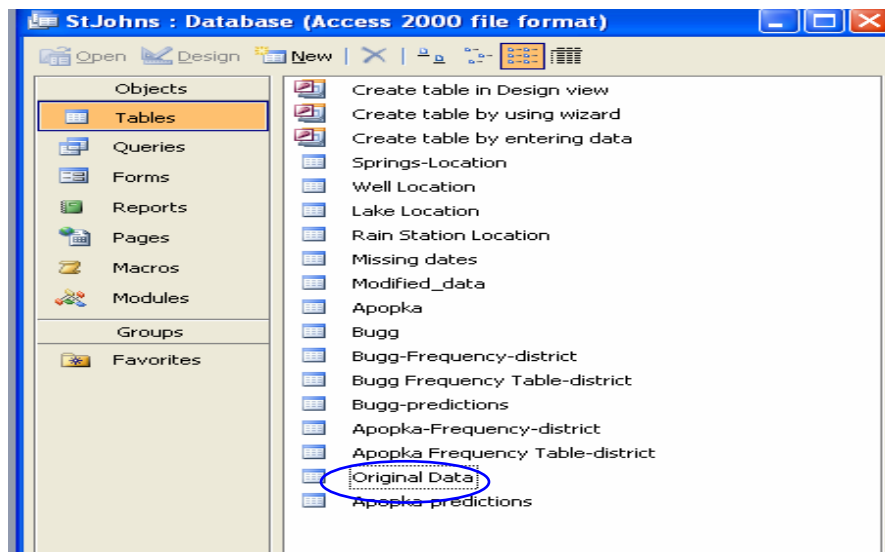 StJohns : Database (Access 2000 file format)
Open Design New
Objects
Tables
Queries
Forms
Reports
Pages
Macros
Modules
Groups
Favorites
Create table in Design view
Create table by using wizard
Create table by entering data
Springs-Location
Well Location
Lake Location
Rain Station Location
Missing dates
Modified_data
Apopka
Bugg
Bugg-Frequency-district
Bugg Frequency Table-district
Bugg-predictions
Apopka-Frequency-district
Apopka Frequency Table-district
Original Data
Apopka-predictions